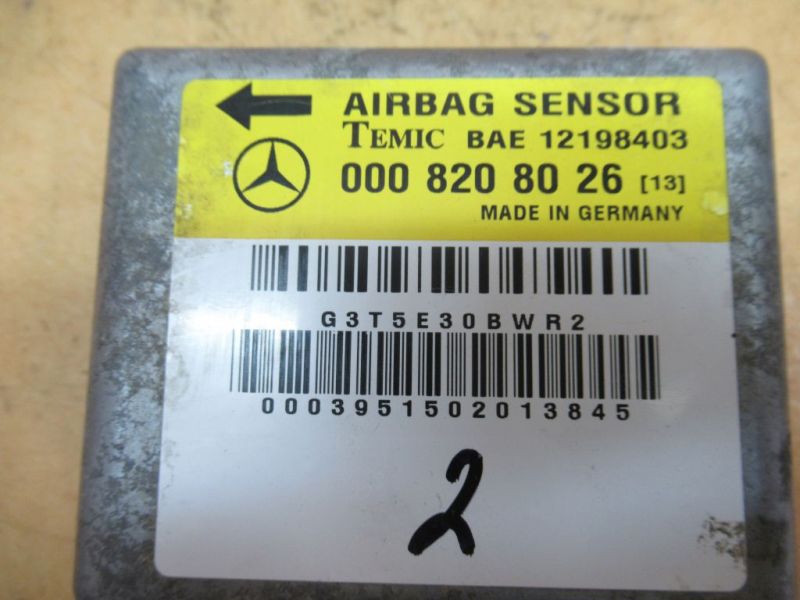 AIRBAG SENSOR
TEMIC BAE 12198403
000 820 80 26 [13]
MADE IN GERMANY
G3T5E30BWR2
0003951502013845
2